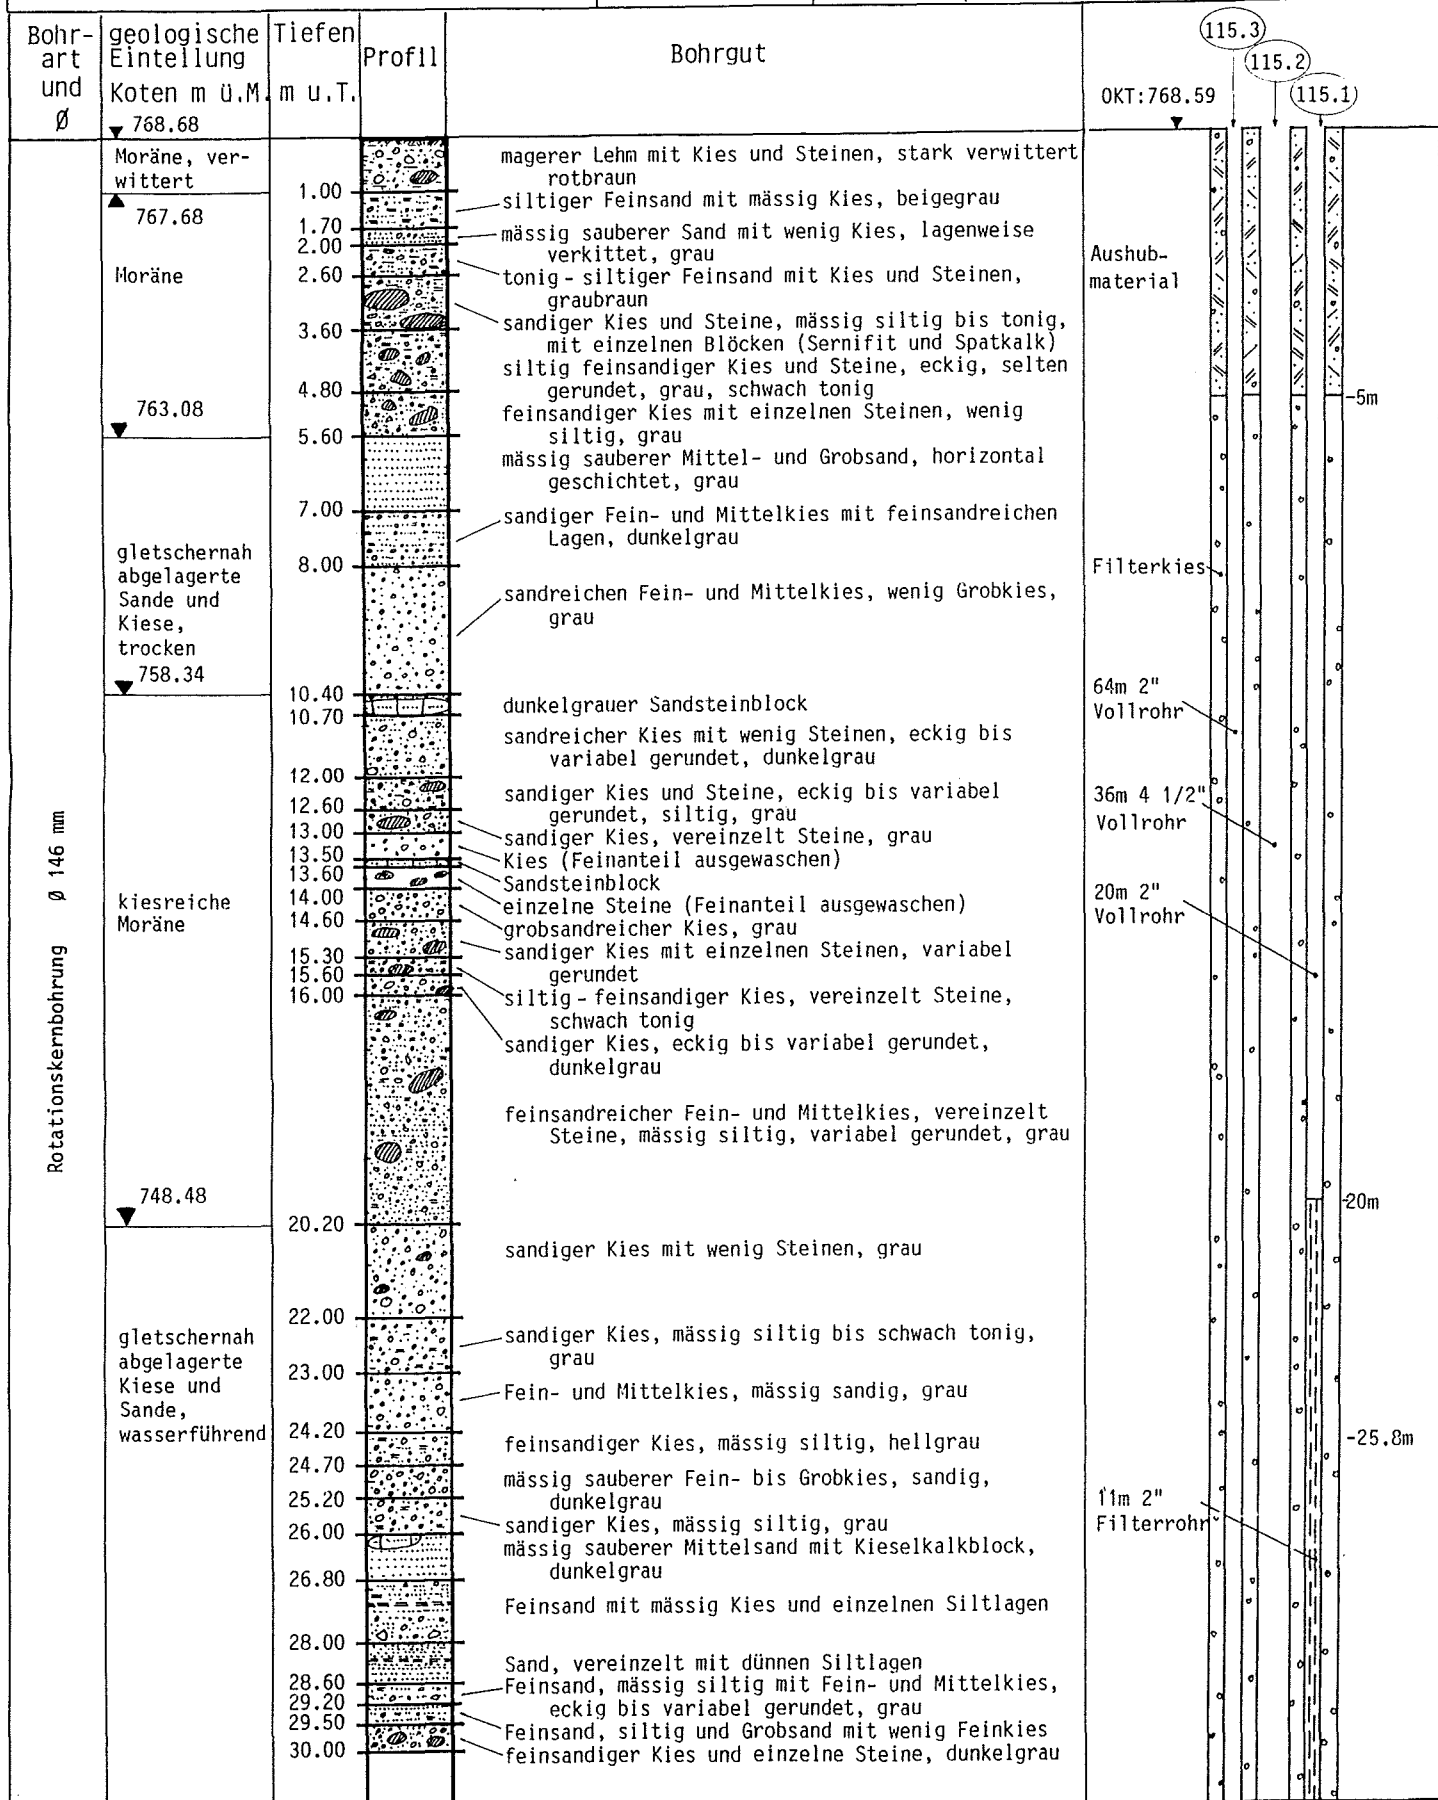 Bohr-
art
und
Ø
geologische
Einteilung
Koten m ü.M.
Tiefen
m u.T.
Profil
Bohrgut
115.3
115.2
OKT:768.59
115.1
768.68
Moräne, ver-
wittert
767.68
Moräne
763.08
gletschernah
abgelagerte
Sande und
Kiese,
trocken
758.34
kiesreiche
Moräne
748.48
gletschernah
abgelagerte
Kiese und
Sande,
wasserführend
Rotationskernbohrung Ø 146 mm
1.00
1.70
2.00
2.60
3.60
4.80
5.60
7.00
8.00
10.40
10.70
12.00
12.60
13.00
13.50
13.60
14.00
14.60
15.30
15.60
16.00
20.20
22.00
23.00
24.20
24.70
25.20
26.00
26.80
28.00
28.60
29.20
29.50
30.00
magerer Lehm mit Kies und Steinen, stark verwittert
rotbraun
siltiger Feinsand mit mässig Kies, beigegrau
mässig sauberer Sand mit wenig Kies, lagenweise
verkittet, grau
tonig-siltiger Feinsand mit Kies und Steinen,
graubraun
sandiger Kies und Steine, mässig siltig bis tonig,
mit einzelnen Blöcken (Sernifit und Spatkalk)
siltig feinsandiger Kies und Steine, eckig, selten
gerundet, grau, schwach tonig
feinsandiger Kies mit einzelnen Steinen, wenig
siltig, grau
mässig sauberer Mittel- und Grobsand, horizontal
geschichtet, grau
sandiger Fein- und Mittelkies mit feinsandreichen
Lagen, dunkelgrau
sandreichen Fein- und Mittelkies, wenig Grobkies,
grau
dunkelgrauer Sandsteinblock
sandreicher Kies mit wenig Steinen, eckig bis
variabel gerundet, dunkelgrau
sandiger Kies und Steine, eckig bis variabel
gerundet, siltig, grau
sandiger Kies, vereinzelt Steine, grau
Kies (Feinanteil ausgewaschen)
Sandsteinblock
einzelne Steine (Feinanteil ausgewaschen)
grobsandreicher Kies, grau
sandiger Kies mit einzelnen Steinen, variabel
gerundet
siltig-feinsandiger Kies, vereinzelt Steine,
schwach tonig
sandiger Kies, eckig bis variabel gerundet,
dunkelgrau
feinsandreicher Fein- und Mittelkies, vereinzelt
Steine, mässig siltig, variabel gerundet, grau
sandiger Kies mit wenig Steinen, grau
sandiger Kies, mässig siltig bis schwach tonig,
grau
Fein- und Mittelkies, mässig sandig, grau
feinsandiger Kies, mässig siltig, hellgrau
mässig sauberer Fein- bis Grobkies, sandig,
dunkelgrau
sandiger Kies, mässig siltig, grau
mässig sauberer Mittelsand mit Kieselkalkblock,
dunkelgrau
Feinsand mit mässig Kies und einzelnen Siltlagen
Sand, vereinzelt mit dünnen Siltlagen
Feinsand, mässig siltig mit Fein- und Mittelkies,
eckig bis variabel gerundet, grau
Feinsand, siltig und Grobsand mit wenig Feinkies
feinsandiger Kies und einzelne Steine, dunkelgrau
Aushub-
material
-5m
Filterkies
64m 2"
Vollrohr
36m 4 1/2"
Vollrohr
20m 2"
Vollrohr
20m
-25.8m
11m 2"
Filterrohr